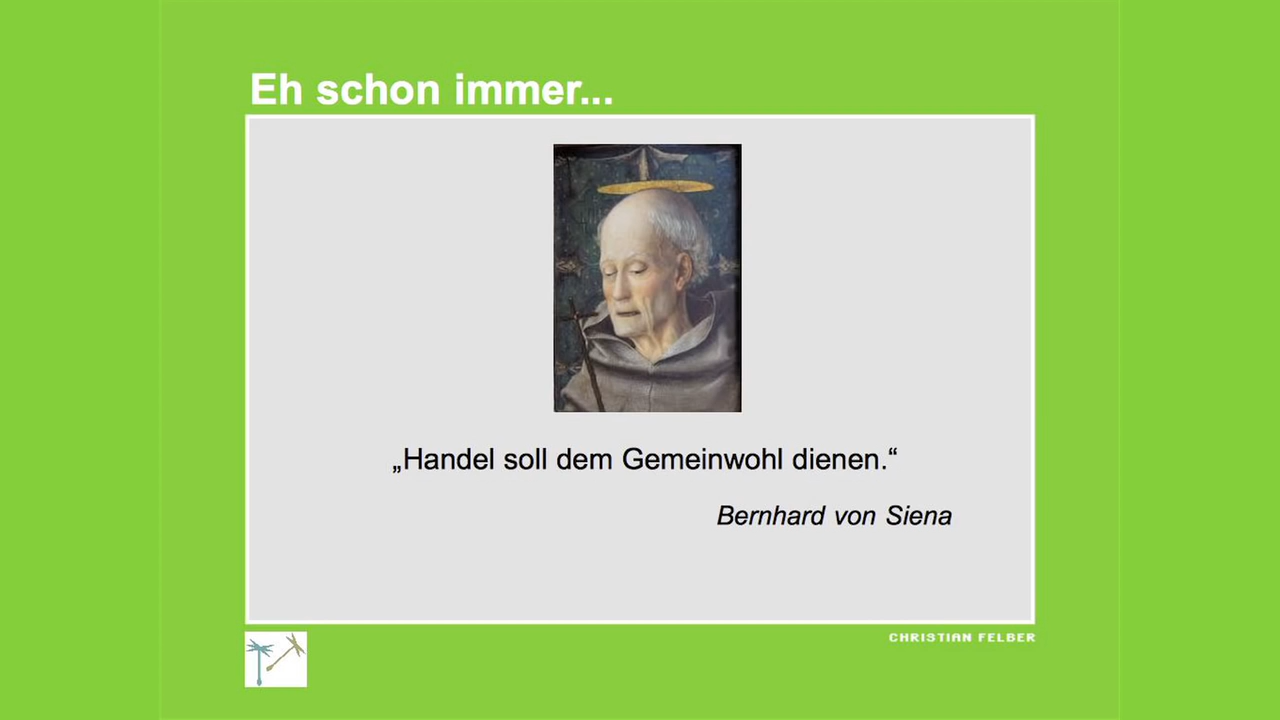 Eh schon immer...
„Handel soll dem Gemeinwohl dienen.“
Bernhard von Siena
CHRISTIAN FELBER